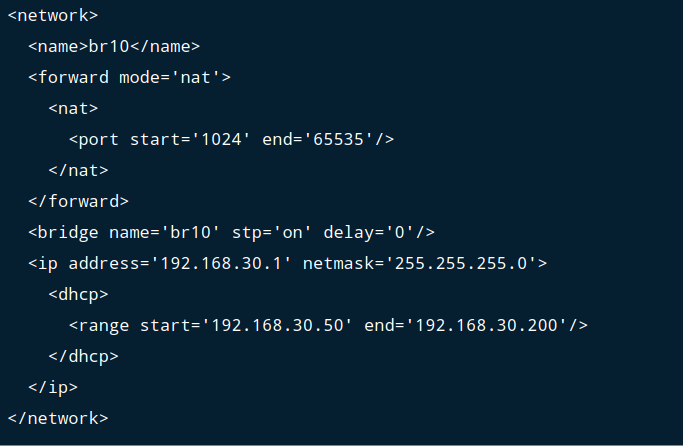 <network>
  <name>br10</name>
  <forward mode='nat'>
    <nat>
      <port start='1024' end='65535'/>
    </nat>
  </forward>
  <bridge name='br10' stp='on' delay='0'/>
  <ip address='192.168.30.1' netmask='255.255.255.0'>
    <dhcp>
      <range start='192.168.30.50' end='192.168.30.200'/>
    </dhcp>
  </ip>
</network>